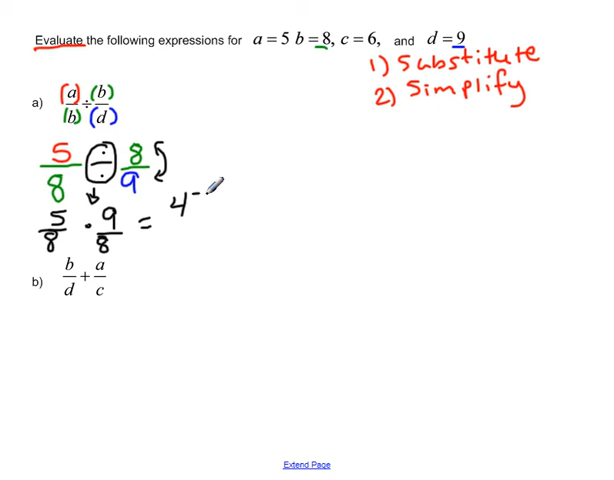 Evaluate the following expressions for a = 5 b = 8, c = 6, and d = 9
1) Substitute
2) Simplify
a) (a)/(b) ÷ (b)/(d)
5/8 ÷ 8/9
5/8 · 9/8 = 4
b) b/d + a/c
Extend Page